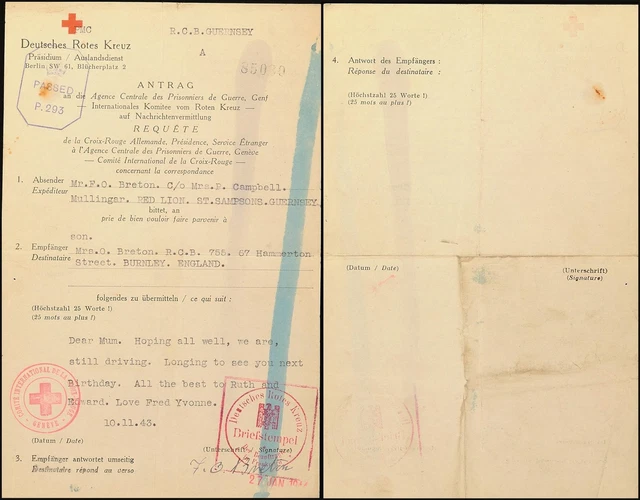 R.C.B.GUERNSEY
Deutsches Rotes Kreuz
A
Präsidium / Auslandsdienst
Berlin SW 61, Blücherplatz 2
PASSED
P.293
ANTRAG
an die Agence Centrale des Prisonniers de Guerre, Genf
— Internationales Komitee vom Roten Kreuz —
auf Nachrichtenvermittlung
REQUÊTE
de la Croix-Rouge Allemande, Présidence, Service Étranger
à l'Agence Centrale des Prisonniers de Guerre, Genève
— Comité International de la Croix-Rouge —
concernant la correspondance
1. Absender Mr.F.O. Breton. C/o Mrs.P. Campbell.
Expéditeur Mullingar. RED LION. ST.SAMPSONS.GUERNSEY
bittet, an
prie de bien vouloir faire parvenir à
son.
2. Empfänger Mrs.O. Breton. R.C.B. 755. 67 Hammerton
Destinataire Street. BURNLEY. ENGLAND.
folgendes zu übermitteln / ce qui suit :
(Höchstzahl 25 Worte !)
(25 mots au plus !)
Dear Mum. Hoping all well, we are,
still driving. Longing to see you next
Birthday. All the best to Ruth and
Edward. Love Fred Yvonne.
10.11.43.
(Datum / Date)
(Unterschrift / Signature)
F.O. Breton
Deutsches Rotes Kreuz
Briefstempel
27 JAN
3. Empfänger antwortet umseitig
Destinataire répond au verso
4. Antwort des Empfängers :
Réponse du destinataire :
(Höchstzahl 25 Worte !)
(25 mots au plus !)
(Datum / Date)
(Unterschrift)
(Signature)